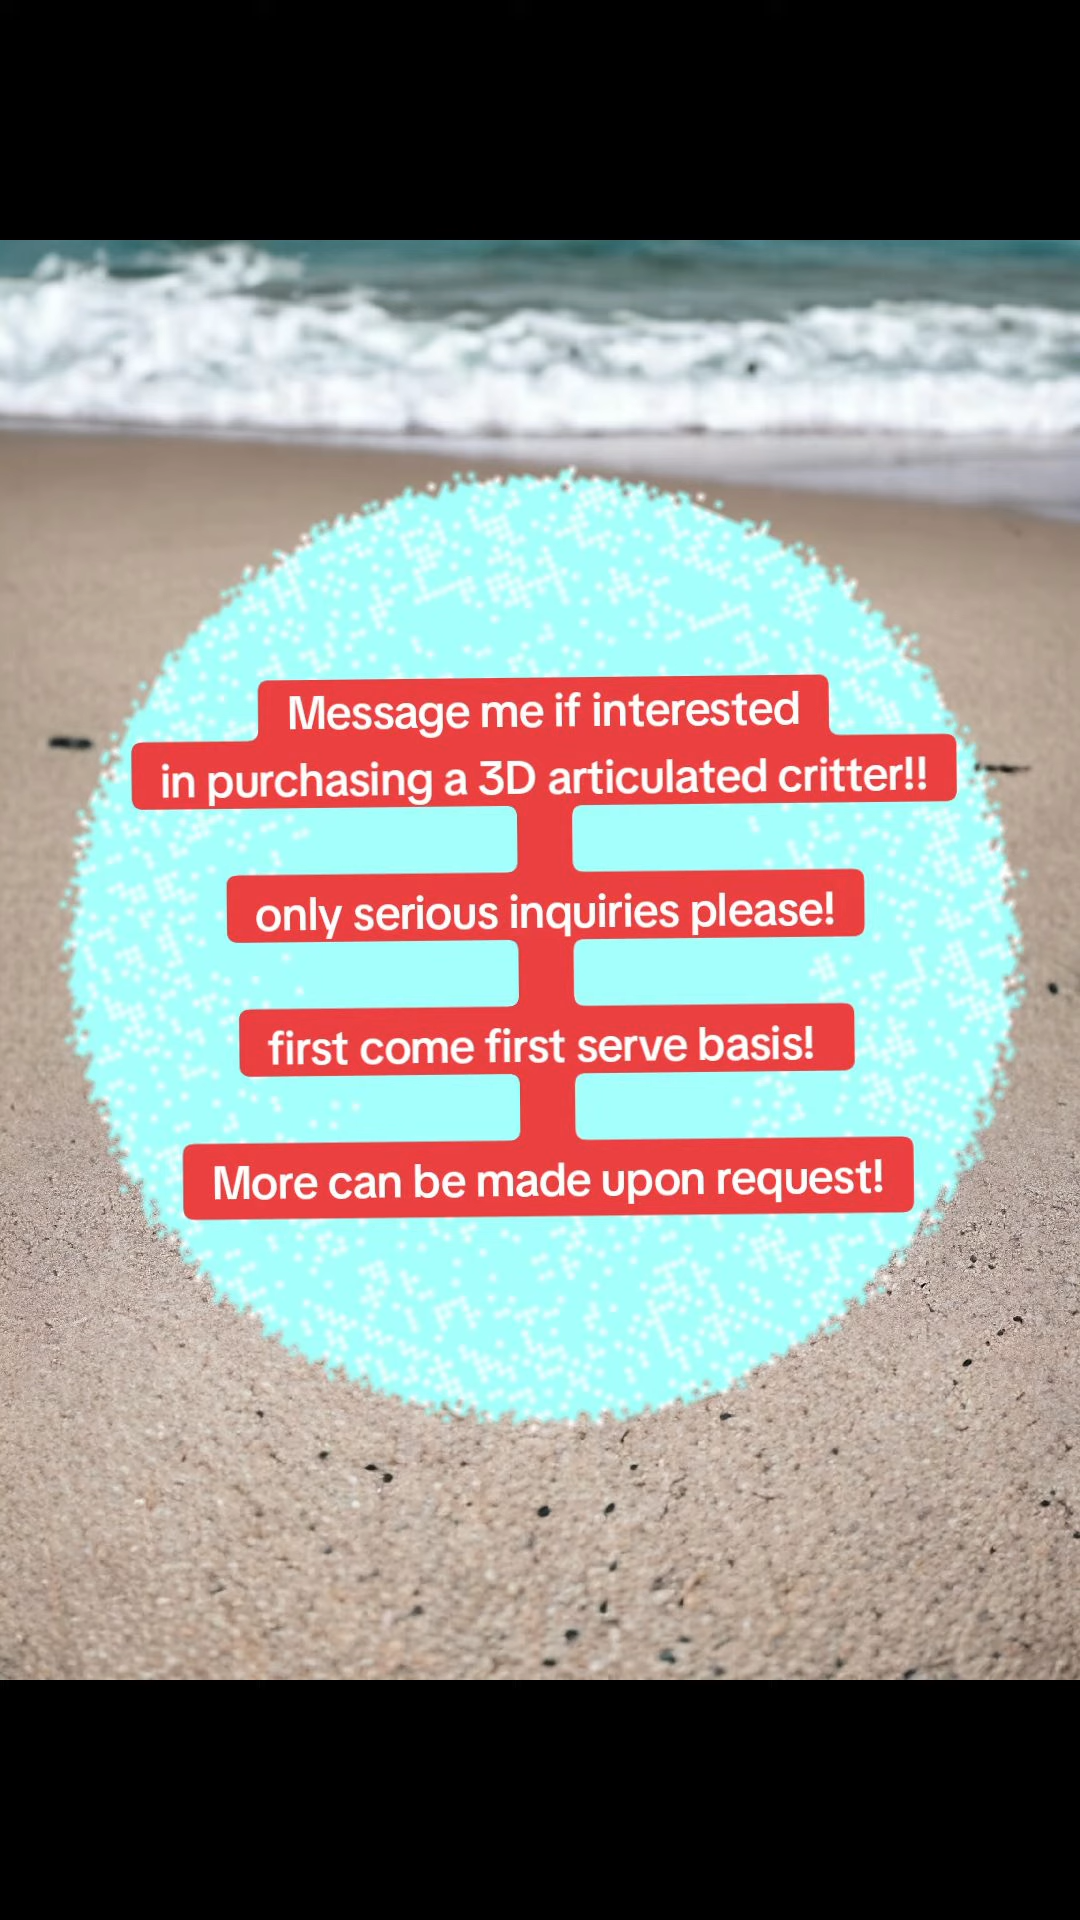 Message me if interested
in purchasing a 3D articulated critter!!
only serious inquiries please!
first come first serve basis!
More can be made upon request!